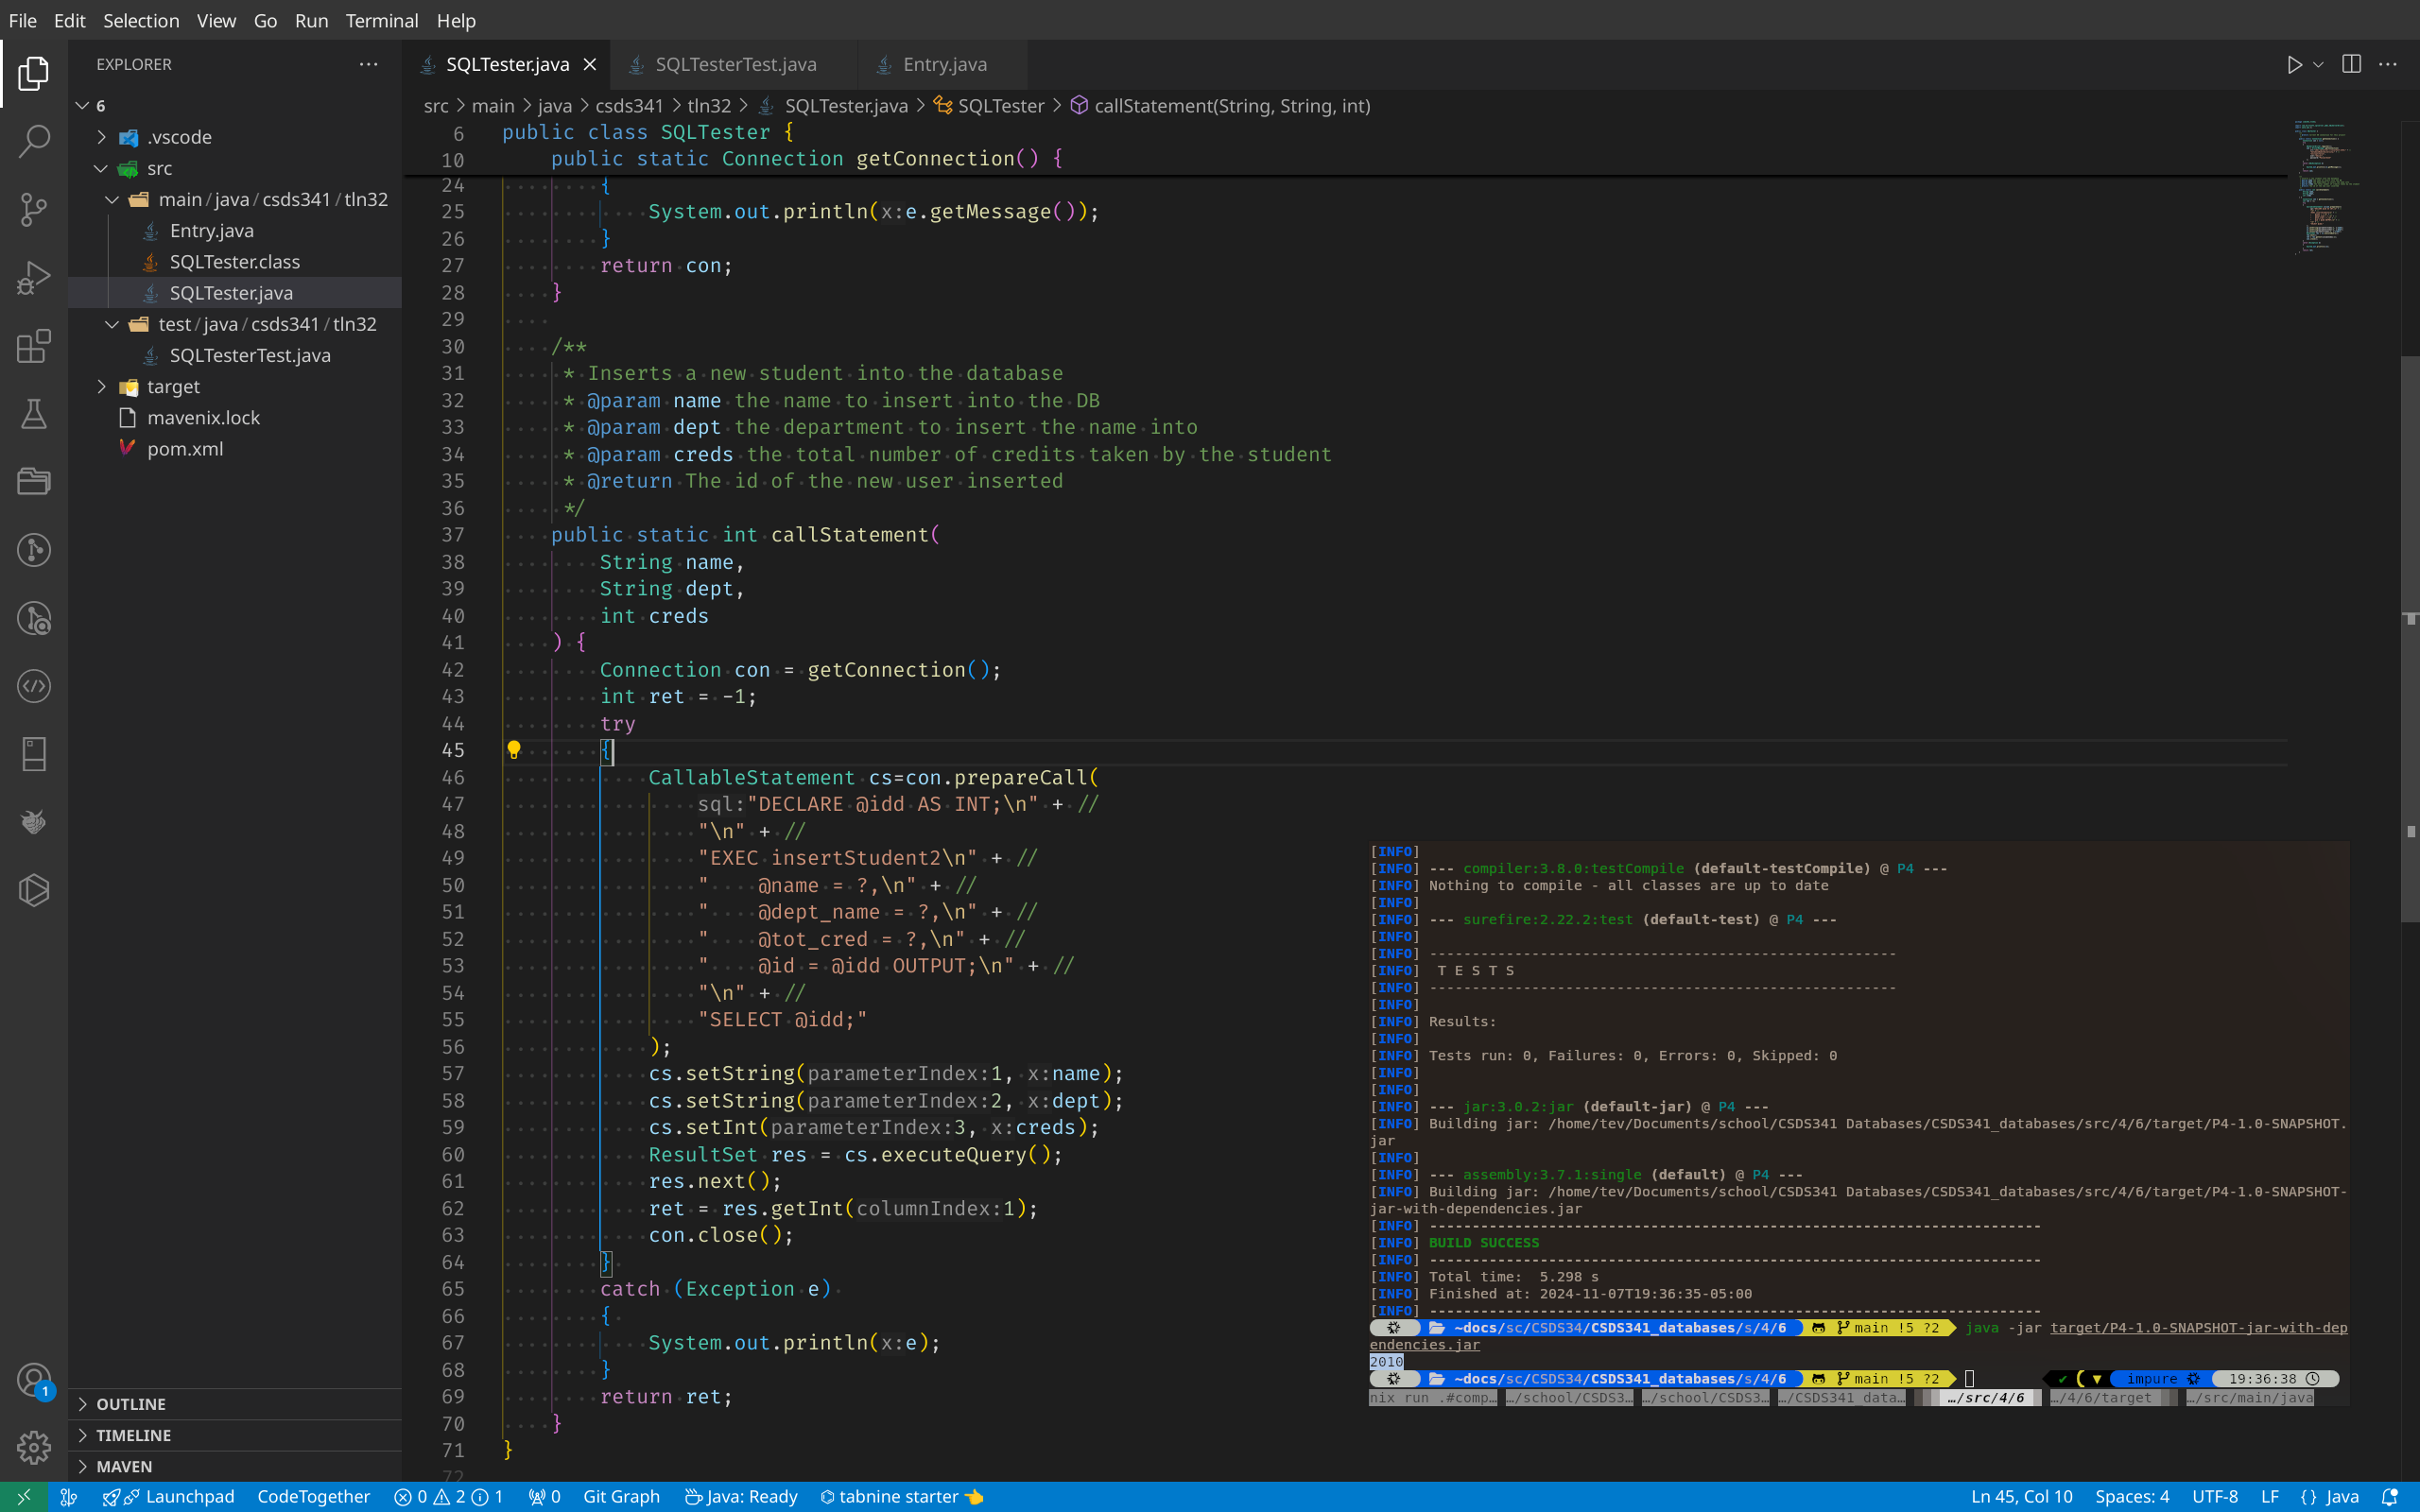 File Edit Selection View Go Run Terminal Help
EXPLORER ···
6
.vscode
src
main/java/csds341/tln32
Entry.java
SQLTester.class
SQLTester.java
test/java/csds341/tln32
SQLTesterTest.java
target
mavenix.lock
pom.xml
OUTLINE
TIMELINE
MAVEN
SQLTester.java SQLTesterTest.java Entry.java
src > main > java > csds341 > tln32 > SQLTester.java > SQLTester > callStatement(String, String, int)
6 public class SQLTester {
10 public static Connection getConnection() {
24 {
25 System.out.println(x:e.getMessage());
26 }
27 return con;
28 }
29
30 /**
31 * Inserts a new student into the database
32 * @param name the name to insert into the DB
33 * @param dept the department to insert the name into
34 * @param creds the total number of credits taken by the student
35 * @return The id of the new user inserted
36 */
37 public static int callStatement(
38 String name,
39 String dept,
40 int creds
41 ) {
42 Connection con = getConnection();
43 int ret = -1;
44 try
45 {
46 CallableStatement cs=con.prepareCall(
47 sql:"DECLARE @idd AS INT;\n" + //
48 "\n" + //
49 "EXEC insertStudent2\n" + //
50 "    @name = ?,\n" + //
51 "    @dept_name = ?,\n" + //
52 "    @tot_cred = ?,\n" + //
53 "    @id = @idd OUTPUT;\n" + //
54 "\n" + //
55 "SELECT @idd;"
56 );
57 cs.setString(parameterIndex:1, x:name);
58 cs.setString(parameterIndex:2, x:dept);
59 cs.setInt(parameterIndex:3, x:creds);
60 ResultSet res = cs.executeQuery();
61 res.next();
62 ret = res.getInt(columnIndex:1);
63 con.close();
64 }
65 catch (Exception e)
66 {
67 System.out.println(x:e);
68 }
69 return ret;
70 }
71 }
72
[INFO]
[INFO] --- compiler:3.8.0:testCompile (default-testCompile) @ P4 ---
[INFO] Nothing to compile - all classes are up to date
[INFO]
[INFO] --- surefire:2.22.2:test (default-test) @ P4 ---
[INFO]
[INFO] -------------------------------------------------------
[INFO]  T E S T S
[INFO] -------------------------------------------------------
[INFO]
[INFO] Results:
[INFO]
[INFO] Tests run: 0, Failures: 0, Errors: 0, Skipped: 0
[INFO]
[INFO]
[INFO] --- jar:3.0.2:jar (default-jar) @ P4 ---
[INFO] Building jar: /home/tev/Documents/school/CSDS341 Databases/CSDS341_databases/src/4/6/target/P4-1.0-SNAPSHOT.
jar
[INFO]
[INFO] --- assembly:3.7.1:single (default) @ P4 ---
[INFO] Building jar: /home/tev/Documents/school/CSDS341 Databases/CSDS341_databases/src/4/6/target/P4-1.0-SNAPSHOT-
jar-with-dependencies.jar
[INFO] ------------------------------------------------------------------------
[INFO] BUILD SUCCESS
[INFO] ------------------------------------------------------------------------
[INFO] Total time:  5.298 s
[INFO] Finished at: 2024-11-07T19:36:35-05:00
[INFO] ------------------------------------------------------------------------
~docs/sc/CSDS34/CSDS341_databases/s/4/6 main !5 ?2 java -jar target/P4-1.0-SNAPSHOT-jar-with-dep
endencies.jar
2010
~docs/sc/CSDS34/CSDS341_databases/s/4/6 main !5 ?2 ✔ ( ▼ impure 19:36:38
nix run .#comp… …/school/CSDS3… …/school/CSDS3… …/CSDS341_data… …/src/4/6 …/4/6/target …/src/main/java
1
Launchpad CodeTogether 0 2 1 0 Git Graph Java: Ready tabnine starter 👈 Ln 45, Col 10 Spaces: 4 UTF-8 LF {} Java